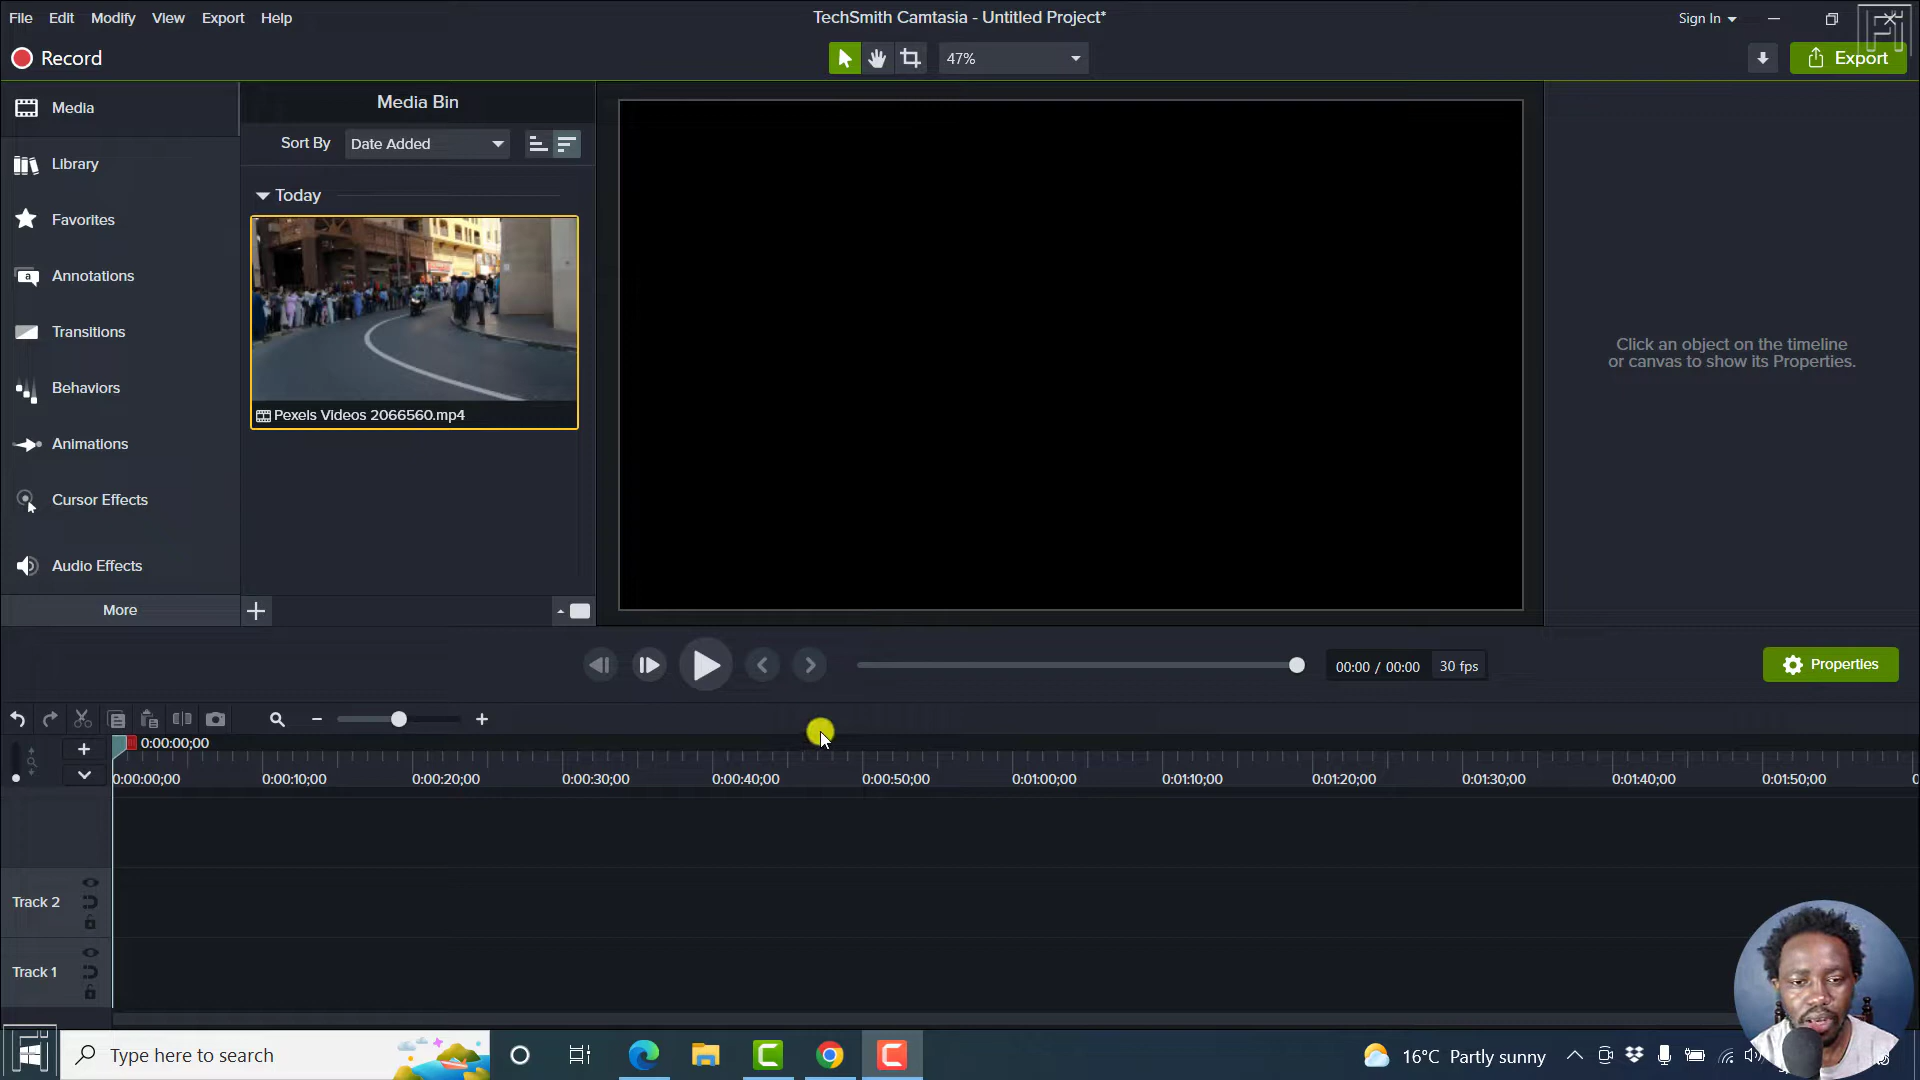 File Edit Modify View Export Help
TechSmith Camtasia - Untitled Project*
Sign In
Record
47%
Export
Media
Library
Favorites
a
Annotations
Transitions
Behaviors
Animations
Cursor Effects
Audio Effects
More
Media Bin
Sort By Date Added
Today
Pexels Videos 2066560.mp4
Click an object on the timeline
or canvas to show its Properties.
00:00 / 00:00 30 fps
Properties
0:00:00;00
0:00:00;00 0:00:10;00 0:00:20;00 0:00:30;00 0:00:40;00 0:00:50;00 0:01:00;00 0:01:10;00 0:01:20;00 0:01:30;00 0:01:40;00 0:01:50;00
Track 2
Track 1
Type here to search
16°C Partly sunny